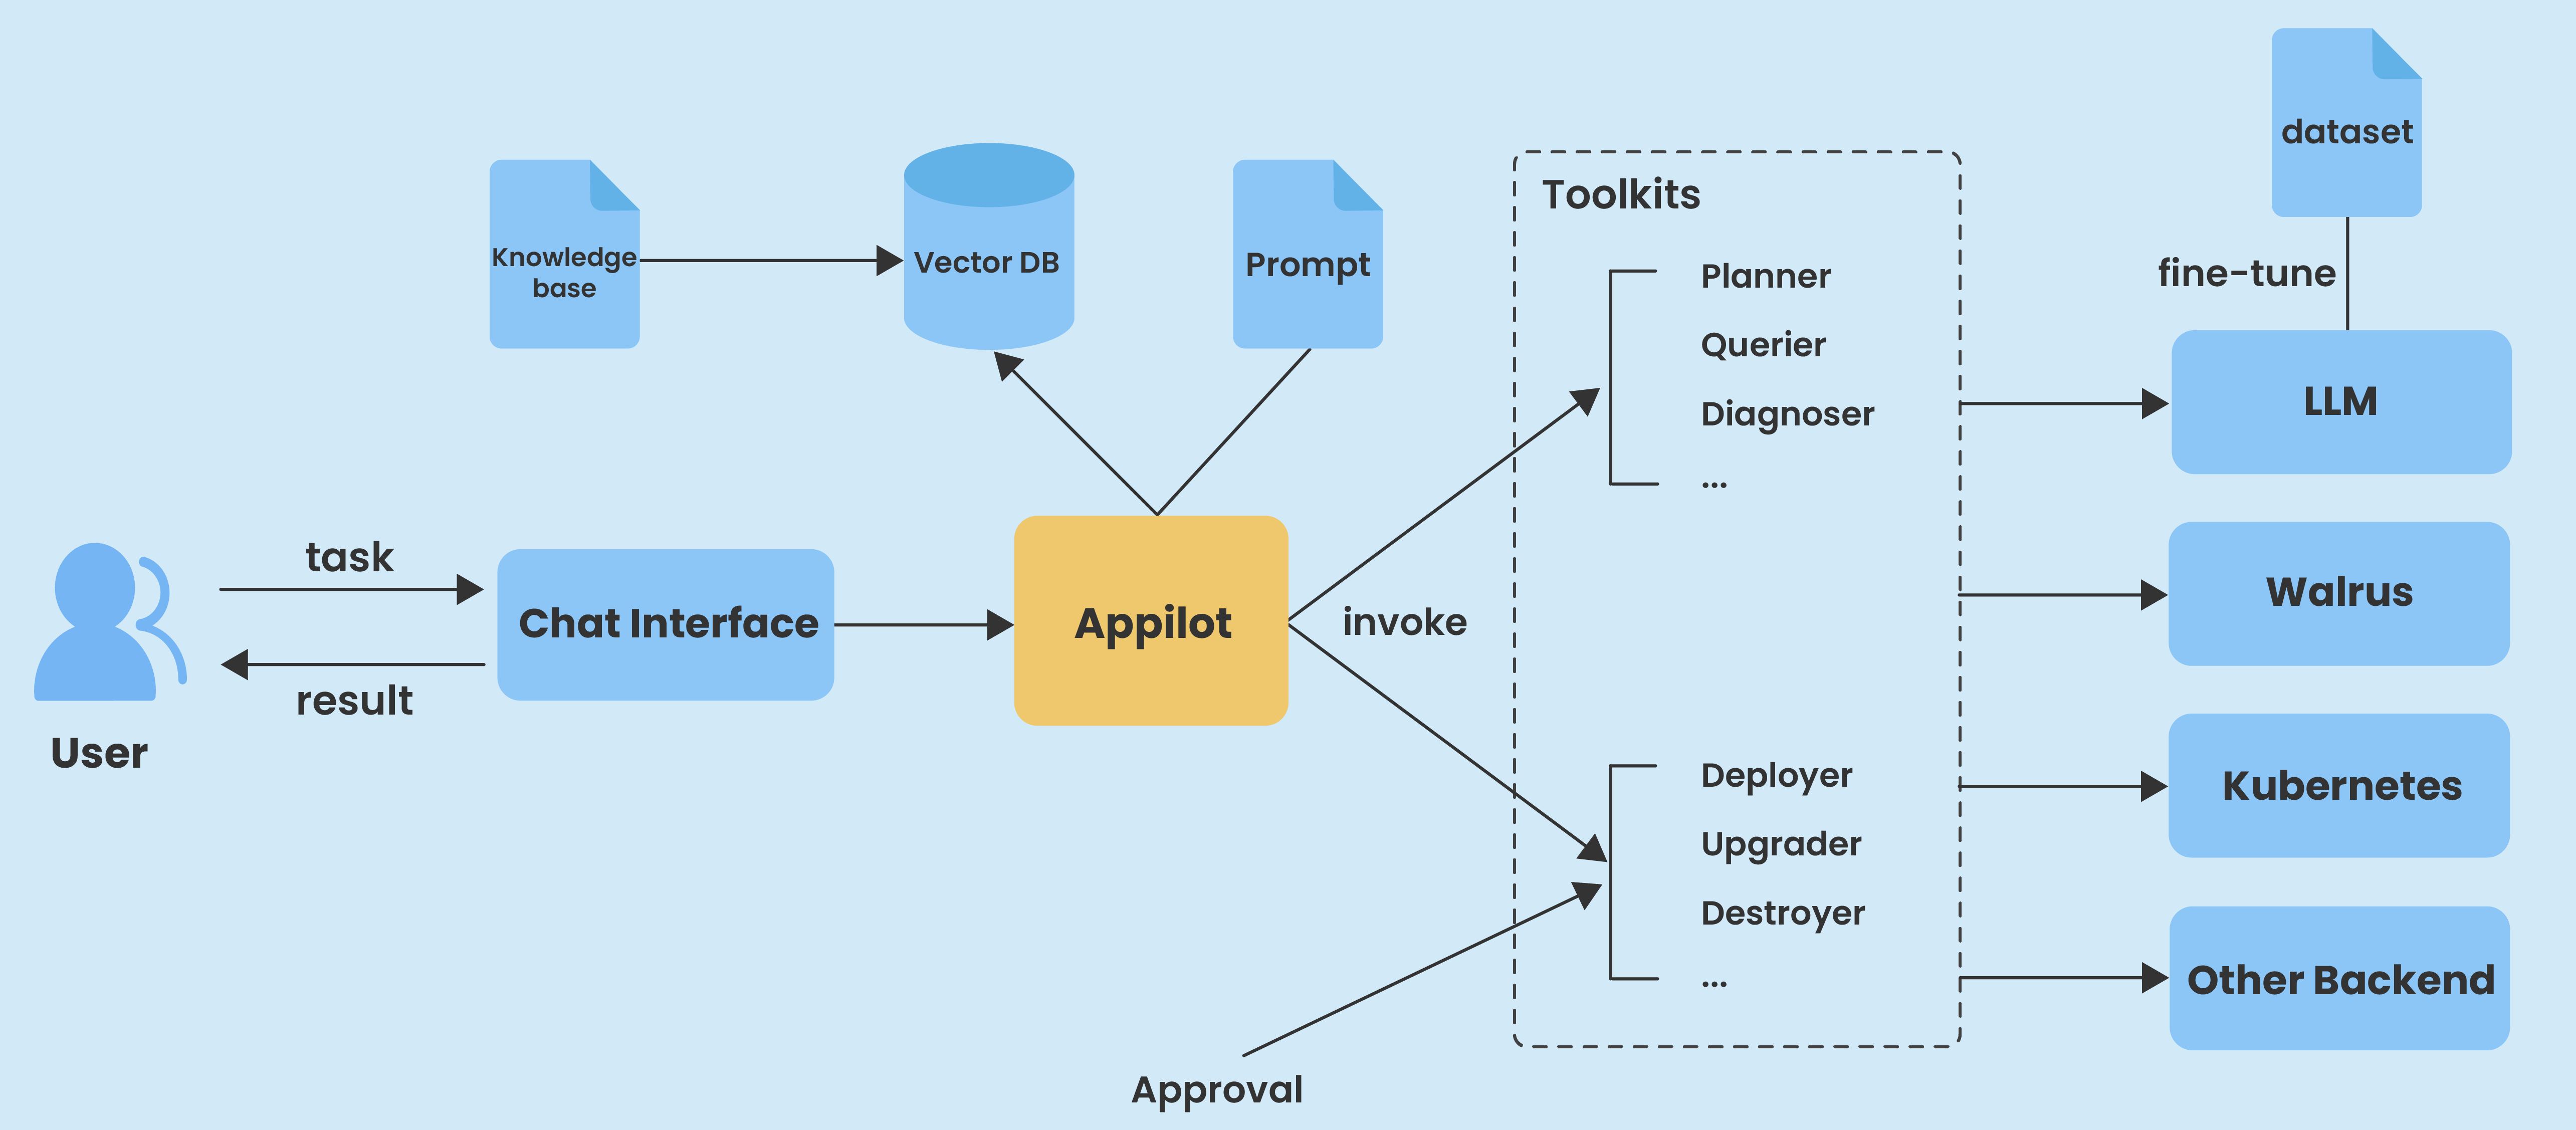 dataset
Knowledge
base
Vector DB
Prompt
Toolkits
Planner
Querier
Diagnoser
...
fine-tune
LLM
task
Chat Interface
result
User
Appilot
invoke
Walrus
Deployer
Upgrader
Destroyer
...
Kubernetes
Other Backend
Approval